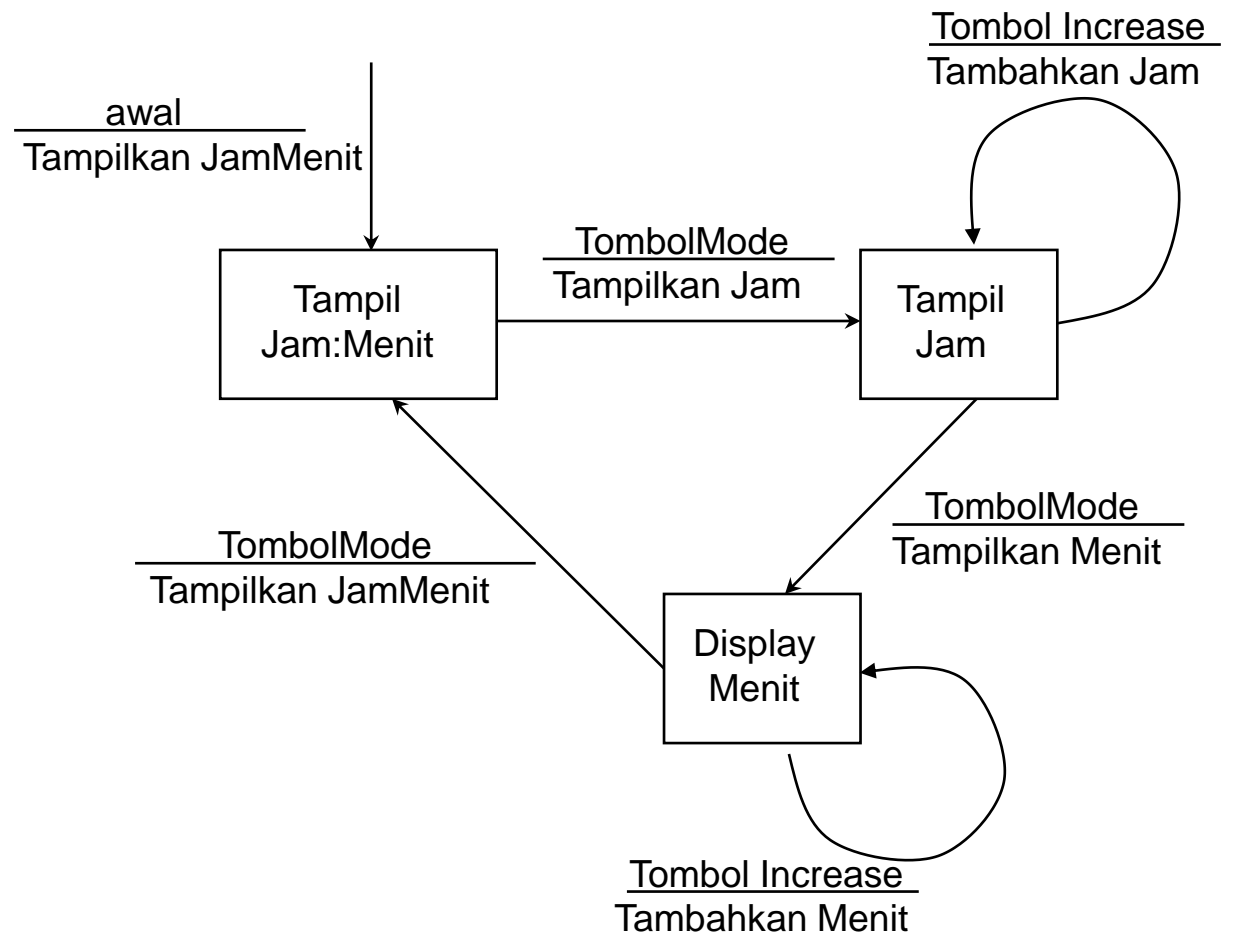 Tombol Increase
Tambahkan Jam
awal
Tampilkan JamMenit
TombolMode
Tampilkan Jam
Tampil
Jam:Menit
Tampil
Jam
TombolMode
Tampilkan Menit
TombolMode
Tampilkan JamMenit
Display
Menit
Tombol Increase
Tambahkan Menit